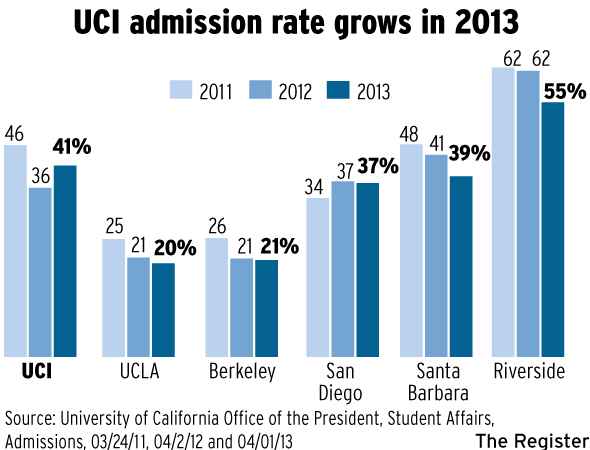 UCI admission rate grows in 2013
2011 2012 2013
46 36 41%
25 21 20%
26 21 21%
34 37 37%
48 41 39%
62 62 55%
UCI
UCLA
Berkeley
San
Diego
Santa
Barbara
Riverside
Source: University of California Office of the President, Student Affairs,
Admissions, 03/24/11, 04/2/12 and 04/01/13
The Register